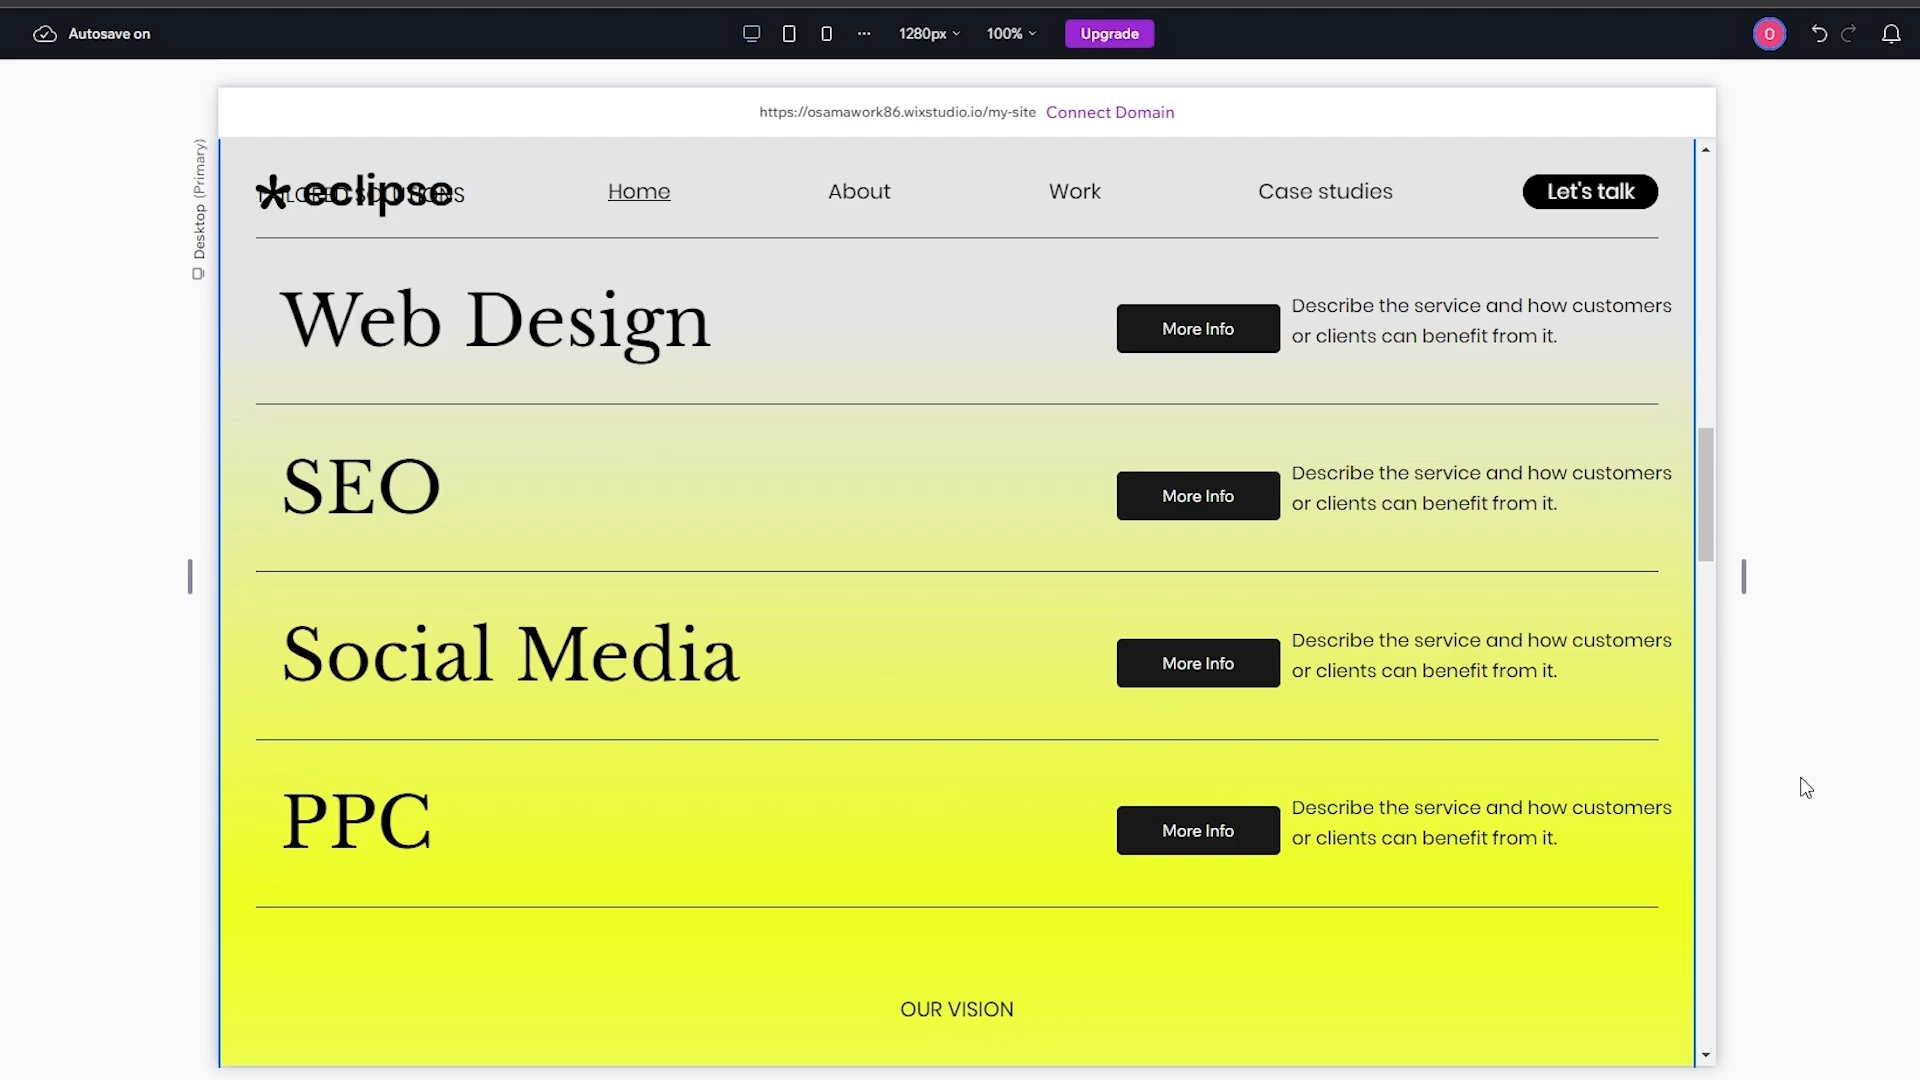 Autosave on
1280px
100%
Upgrade
O
https://osamawork86.wixstudio.io/my-site Connect Domain
Desktop (Primary)
eclipse
TAILORED SOLUTIONS
Home
About
Work
Case studies
Let's talk
Web Design
More Info
Describe the service and how customers
or clients can benefit from it.
SEO
More Info
Describe the service and how customers
or clients can benefit from it.
Social Media
More Info
Describe the service and how customers
or clients can benefit from it.
PPC
More Info
Describe the service and how customers
or clients can benefit from it.
OUR VISION